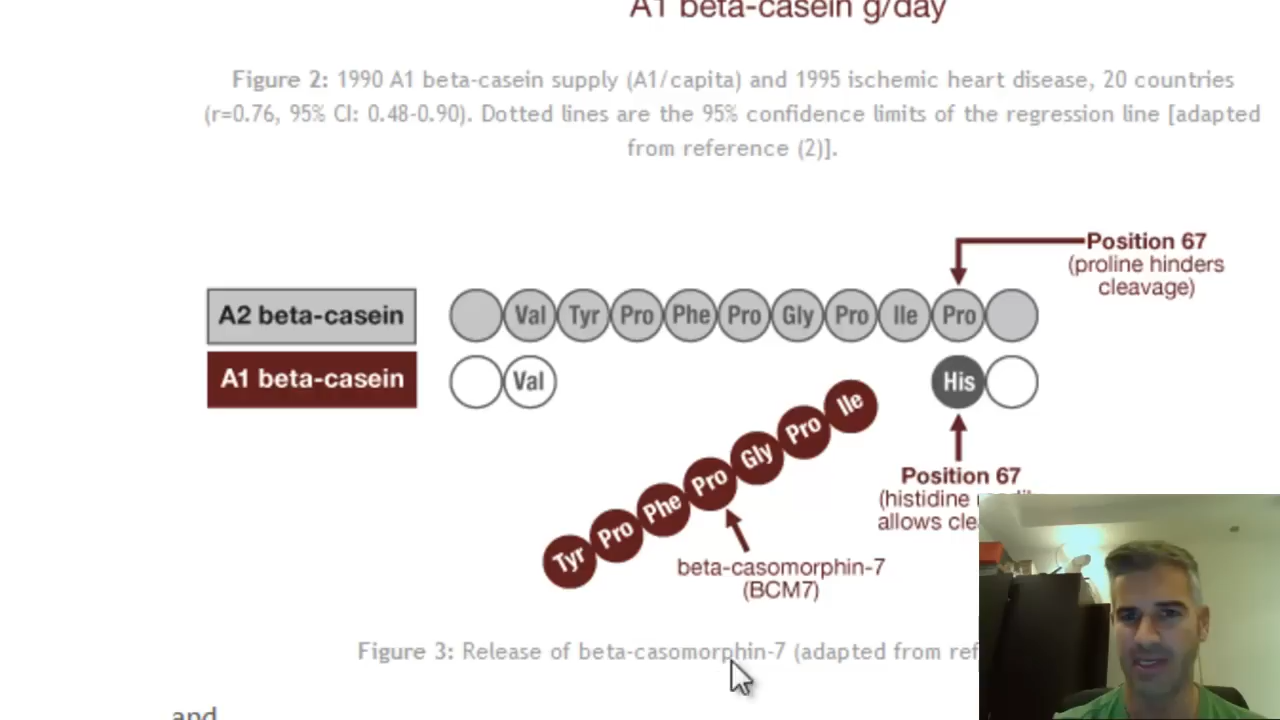 A1 beta-casein g/day
Figure 2: 1990 A1 beta-casein supply (A1/capita) and 1995 ischemic heart disease, 20 countries
(r=0.76, 95% CI: 0.48-0.90). Dotted lines are the 95% confidence limits of the regression line [adapted
from reference (2)].
Position 67
(proline hinders
cleavage)
A2 beta-casein
Val Tyr Pro Phe Pro Gly Pro Ile Pro
A1 beta-casein
Val
His
Tyr Pro Phe Pro Gly Pro Ile
Position 67
(histidine
allows
beta-casomorphin-7
(BCM7)
Figure 3: Release of beta-casomorphin-7 (adapted from
and